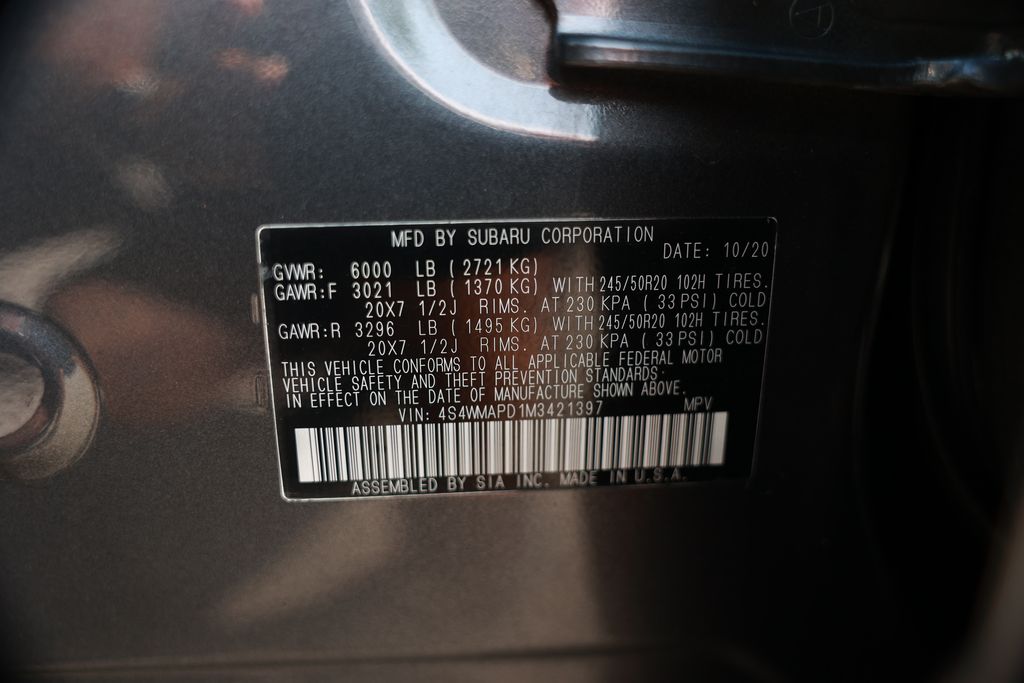 MFD BY SUBARU CORPORATION
DATE: 10/20
GVWR: 6000 LB ( 2721 KG)
GAWR:F 3021 LB ( 1370 KG) WITH 245/50R20 102H TIRES.
20X7 1/2J RIMS. AT 230 KPA ( 33 PSI) COLD
GAWR:R 3296 LB ( 1495 KG) WITH 245/50R20 102H TIRES.
20X7 1/2J RIMS. AT 230 KPA ( 33 PSI) COLD
THIS VEHICLE CONFORMS TO ALL APPLICABLE FEDERAL MOTOR
VEHICLE SAFETY AND THEFT PREVENTION STANDARDS
IN EFFECT ON THE DATE OF MANUFACTURE SHOWN ABOVE.
VIN: 4S4WMAPD1M3421397 MPV
ASSEMBLED BY SIA INC. MADE IN U.S.A.